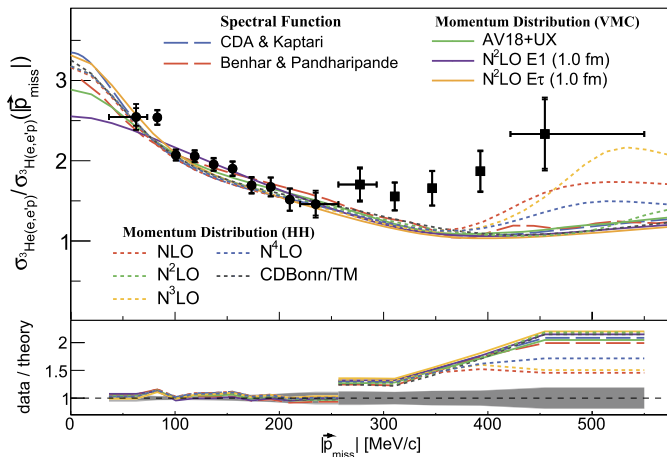 Spectral Function
CDA & Kaptari
Benhar & Pandharipande
Momentum Distribution (VMC)
AV18+UX
N²LO E1 (1.0 fm)
N²LO Eτ (1.0 fm)
σ³He(e,e'p)/σ³H(e,e'p)(|p⃗miss|)
3
2
1
Momentum Distribution (HH)
NLO
N²LO
N³LO
N⁴LO
CDBonn/TM
data / theory
2
1.5
1
0 100 200 300 400 500
|p⃗miss| [MeV/c]